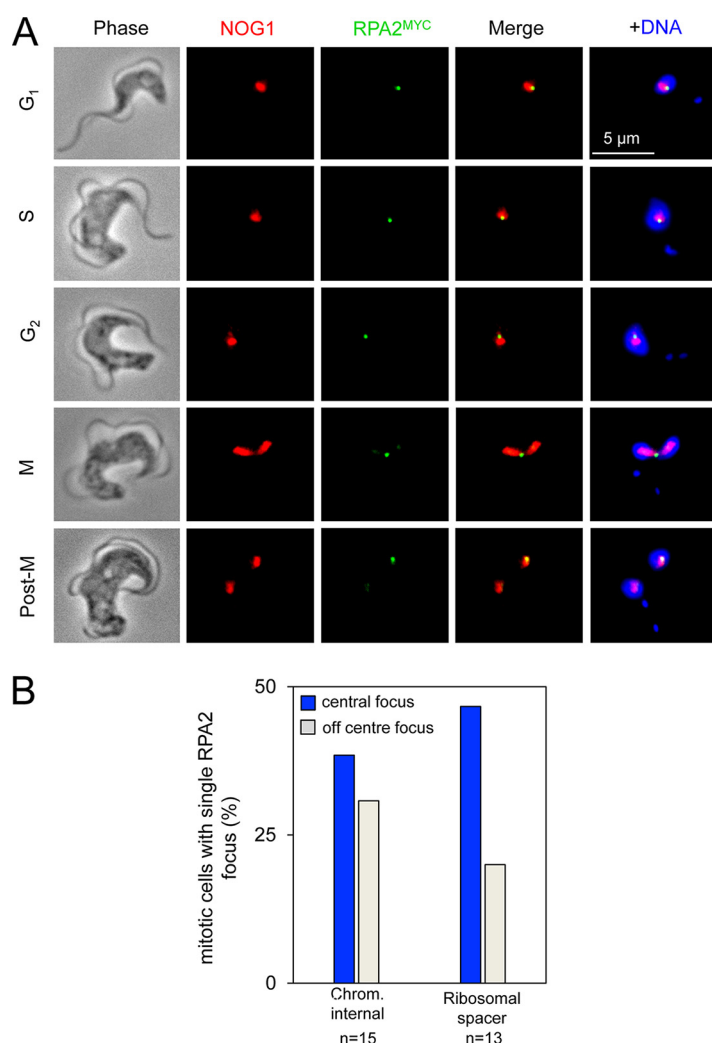 A
Phase NOG1 RPA2MYC Merge +DNA
G1
5 µm
S
G2
M
Post-M
B
50
central focus
off centre focus
25
0
mitotic cells with single RPA2
focus (%)
Chrom. Ribosomal
internal spacer
n=15 n=13